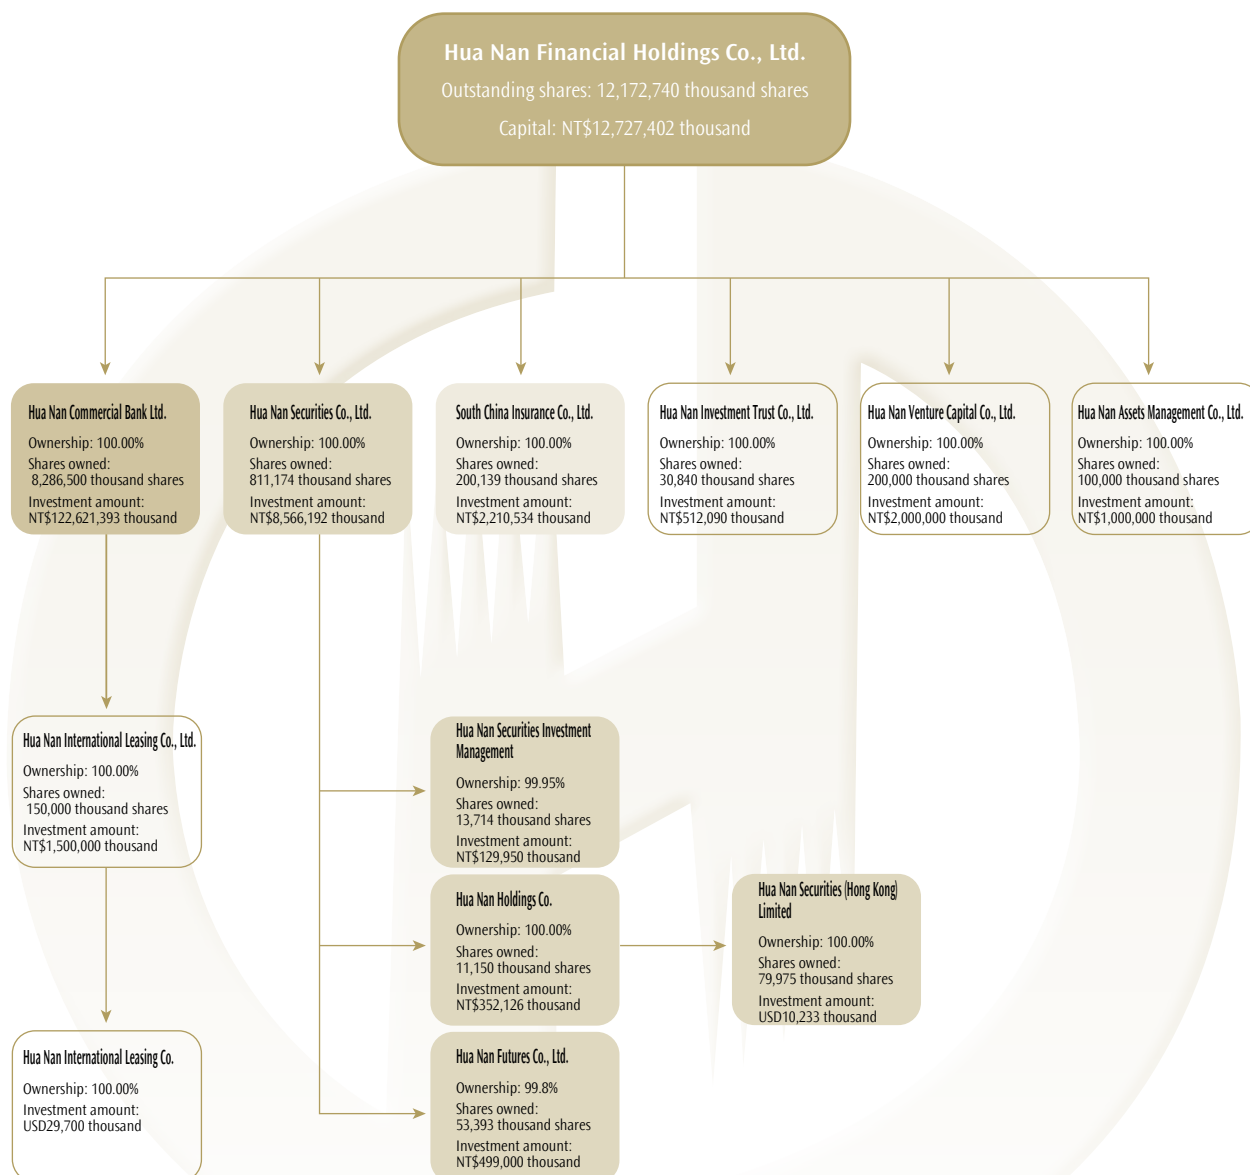 Hua Nan Financial Holdings Co., Ltd.
Outstanding shares: 12,172,740 thousand shares
Capital: NT$12,727,402 thousand
Hua Nan Commercial Bank Ltd.
Ownership: 100.00%
Shares owned:
8,286,500 thousand shares
Investment amount:
NT$122,621,393 thousand
Hua Nan Securities Co., Ltd.
Ownership: 100.00%
Shares owned:
811,174 thousand shares
Investment amount:
NT$8,566,192 thousand
South China Insurance Co., Ltd.
Ownership: 100.00%
Shares owned:
200,139 thousand shares
Investment amount:
NT$2,210,534 thousand
Hua Nan Investment Trust Co., Ltd.
Ownership: 100.00%
Shares owned:
30,840 thousand shares
Investment amount:
NT$512,090 thousand
Hua Nan Venture Capital Co., Ltd.
Ownership: 100.00%
Shares owned:
200,000 thousand shares
Investment amount:
NT$2,000,000 thousand
Hua Nan Assets Management Co., Ltd.
Ownership: 100.00%
Shares owned:
100,000 thousand shares
Investment amount:
NT$1,000,000 thousand
Hua Nan International Leasing Co., Ltd.
Ownership: 100.00%
Shares owned:
150,000 thousand shares
Investment amount:
NT$1,500,000 thousand
Hua Nan Securities Investment
Management
Ownership: 99.95%
Shares owned:
13,714 thousand shares
Investment amount:
NT$129,950 thousand
Hua Nan Holdings Co.
Ownership: 100.00%
Shares owned:
11,150 thousand shares
Investment amount:
NT$352,126 thousand
Hua Nan Securities (Hong Kong)
Limited
Ownership: 100.00%
Shares owned:
79,975 thousand shares
Investment amount:
USD10,233 thousand
Hua Nan International Leasing Co.
Ownership: 100.00%
Investment amount:
USD29,700 thousand
Hua Nan Futures Co., Ltd.
Ownership: 99.8%
Shares owned:
53,393 thousand shares
Investment amount:
NT$499,000 thousand